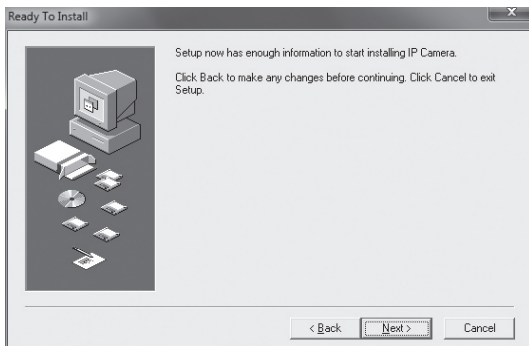 Ready To Install
Setup now has enough information to start installing IP Camera.
Click Back to make any changes before continuing. Click Cancel to exit
Setup.
< Back
Next >
Cancel